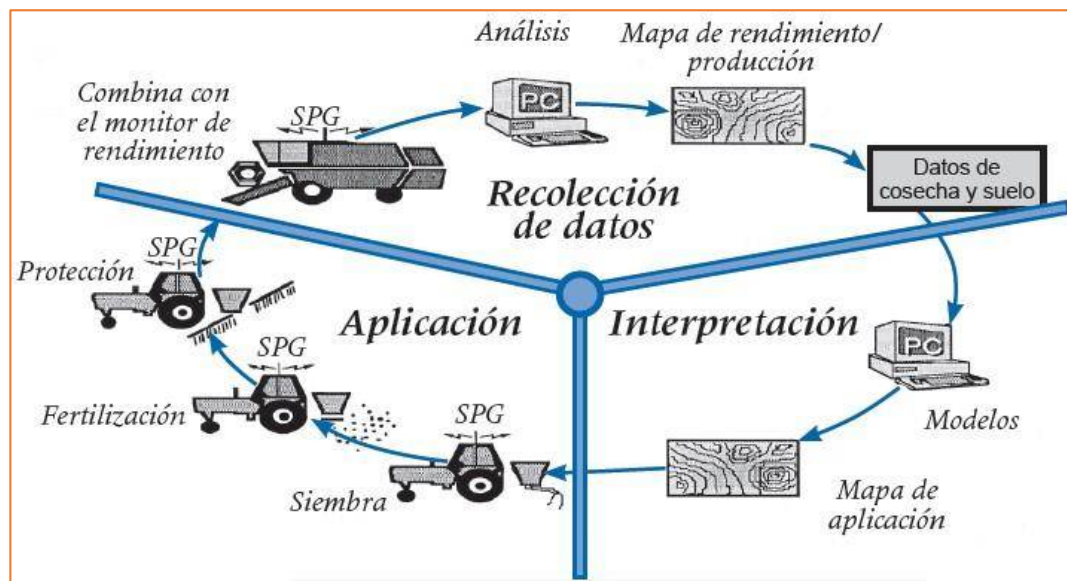 Análisis
Mapa de rendimiento/
producción
Combina con
el monitor de
rendimiento
SPG
PC
Datos de
cosecha y suelo
Recolección
de datos
Protección
SPG
Aplicación
Interpretación
PC
Modelos
SPG
Fertilización
SPG
Siembra
Mapa de
aplicación